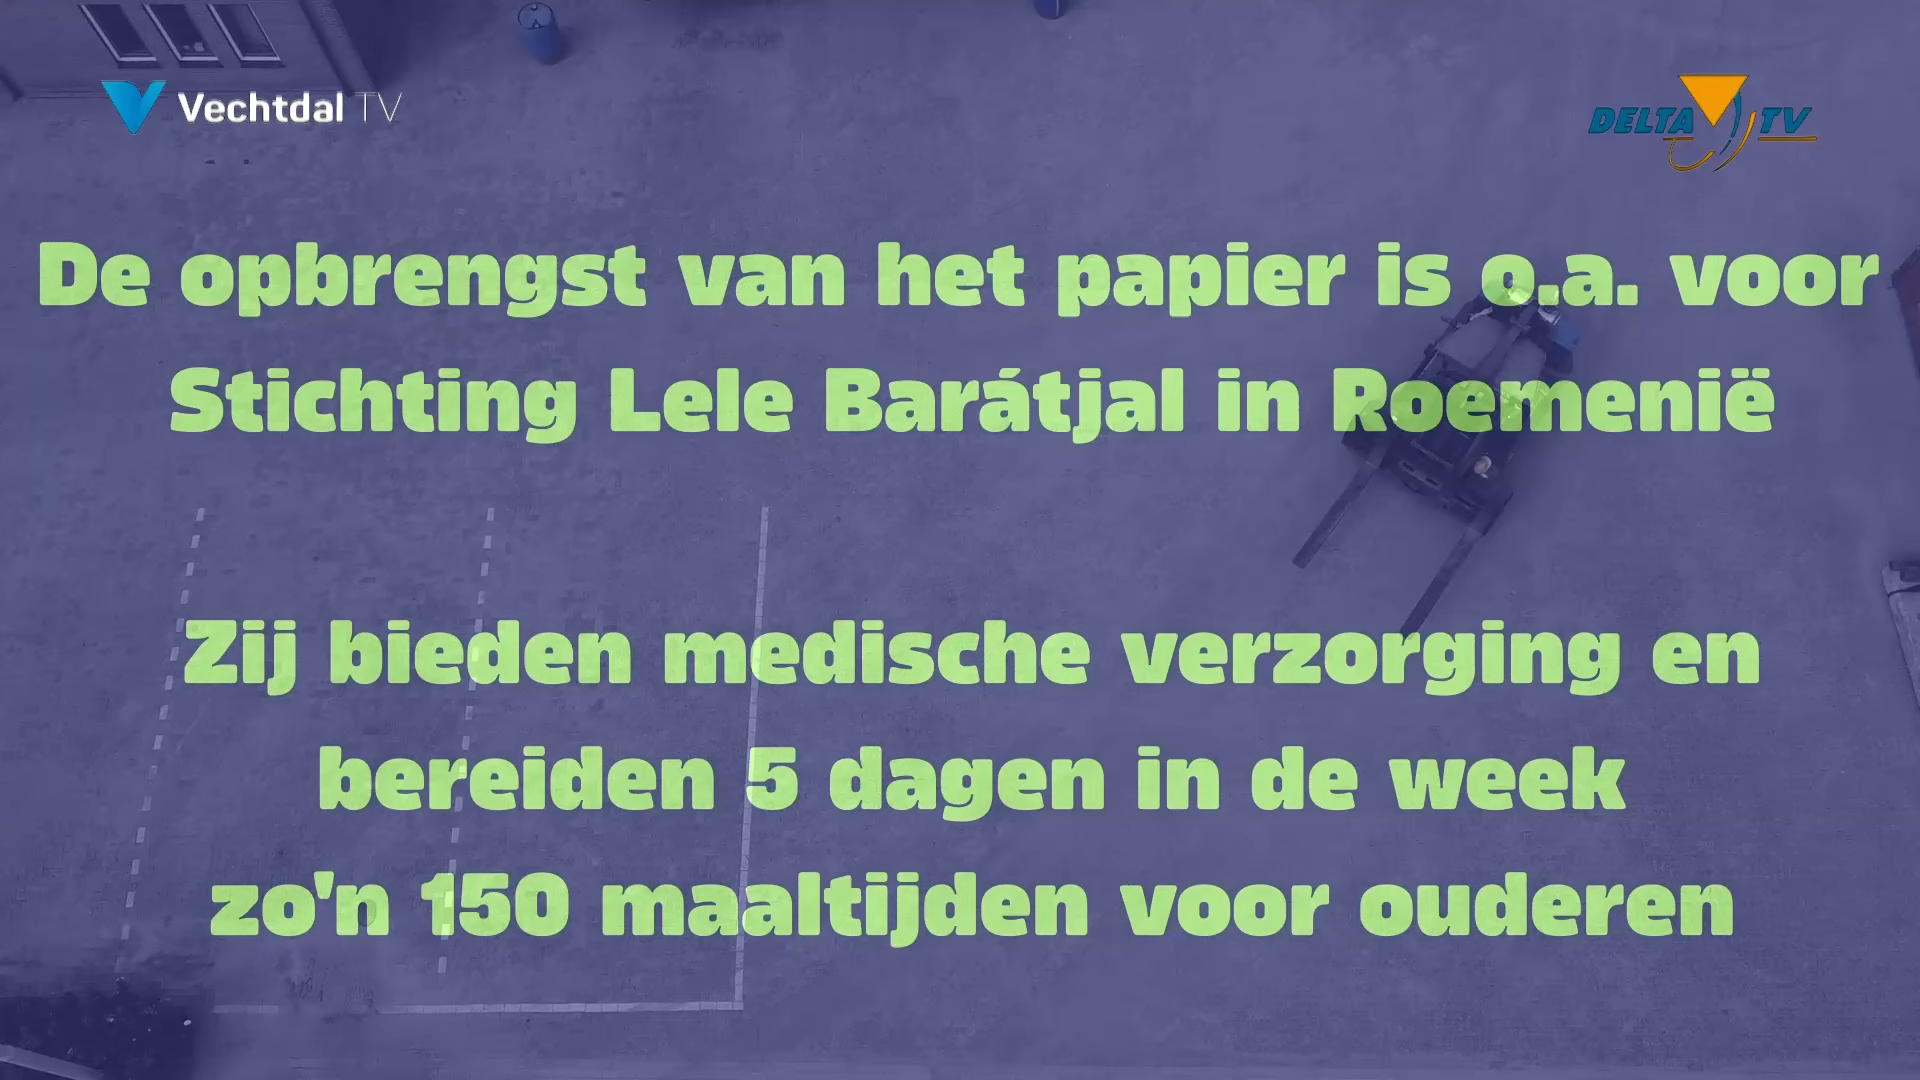 Vechtdal TV
DELTA TV
De opbrengst van het papier is o.a. voor
Stichting Lele Barátjal in Roemenië
Zij bieden medische verzorging en
bereiden 5 dagen in de week
zo'n 150 maaltijden voor ouderen